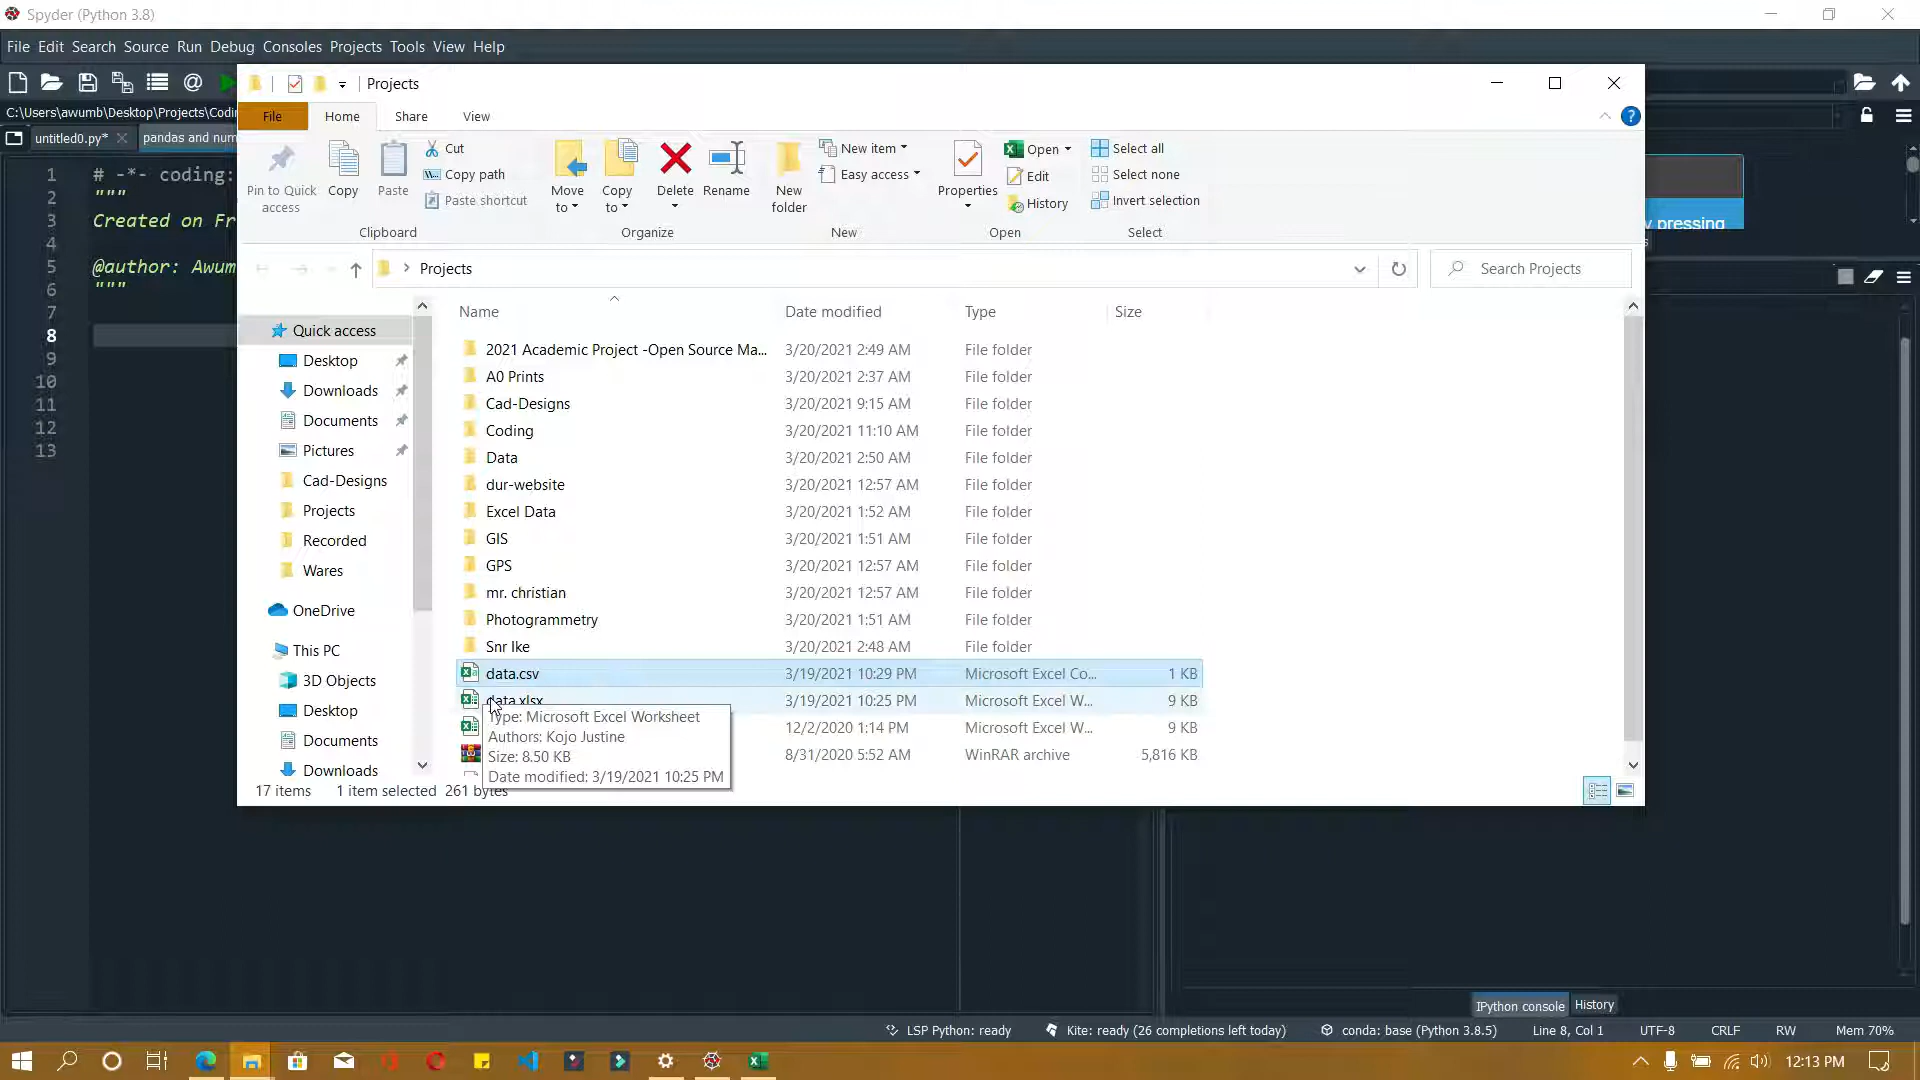 Spyder (Python 3.8)
File Edit Search Source Run Debug Consoles Projects Tools View Help
Projects
C:\Users\awumb\Desktop\Projects\Codin
File Home Share View
untitled0.py*
pandas and num
Pin to Quick access
Copy
Paste
Cut
Copy path
Paste shortcut
Move to
Copy to
Delete
Rename
New folder
New item
Easy access
Properties
Open
Edit
History
Select all
Select none
Invert selection
Clipboard
Organize
New
Open
Select
y pressing
1 # -*- coding:
2 """
3 Created on Fr
4
5 @author: Awum
6 """
7
8
9
10
11
12
13
Projects
Search Projects
Quick access
Desktop
Downloads
Documents
Pictures
Cad-Designs
Projects
Recorded
Wares
OneDrive
This PC
3D Objects
Desktop
Documents
Downloads
Name Date modified Type Size
2021 Academic Project -Open Source Ma... 3/20/2021 2:49 AM File folder
A0 Prints 3/20/2021 2:37 AM File folder
Cad-Designs 3/20/2021 9:15 AM File folder
Coding 3/20/2021 11:10 AM File folder
Data 3/20/2021 2:50 AM File folder
dur-website 3/20/2021 12:57 AM File folder
Excel Data 3/20/2021 1:52 AM File folder
GIS 3/20/2021 1:51 AM File folder
GPS 3/20/2021 12:57 AM File folder
mr. christian 3/20/2021 12:57 AM File folder
Photogrammetry 3/20/2021 1:51 AM File folder
Snr Ike 3/20/2021 2:48 AM File folder
data.csv 3/19/2021 10:29 PM Microsoft Excel Co... 1 KB
data.xlsx 3/19/2021 10:25 PM Microsoft Excel W... 9 KB
12/2/2020 1:14 PM Microsoft Excel W... 9 KB
8/31/2020 5:52 AM WinRAR archive 5,816 KB
Type: Microsoft Excel Worksheet
Authors: Kojo Justine
Size: 8.50 KB
Date modified: 3/19/2021 10:25 PM
17 items 1 item selected 261 bytes
IPython console History
LSP Python: ready Kite: ready (26 completions left today) conda: base (Python 3.8.5) Line 8, Col 1 UTF-8 CRLF RW Mem 70%
12:13 PM